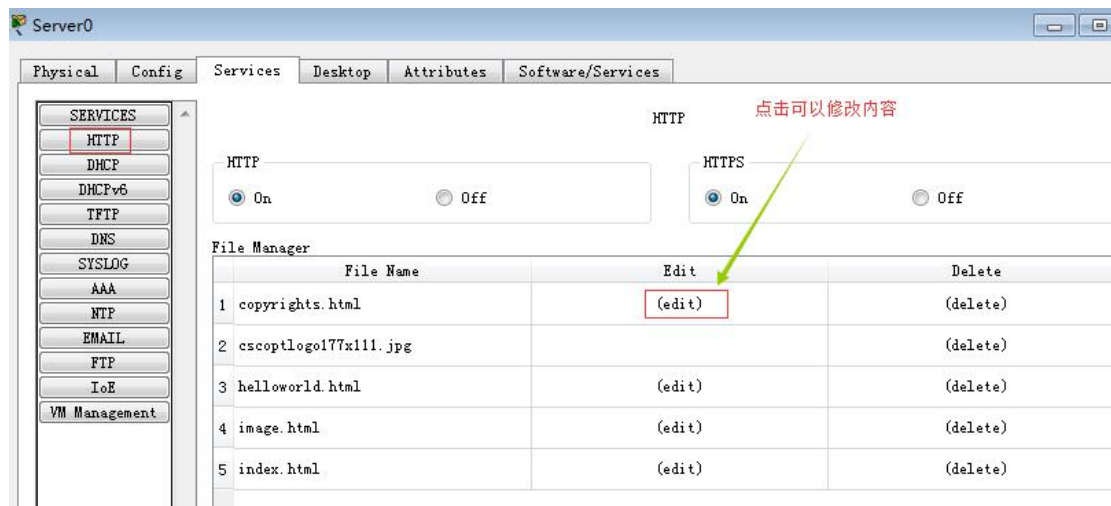 Server0
Physical Config Services Desktop Attributes Software/Services
SERVICES
HTTP
DHCP
DHCPv6
TFTP
DNS
SYSLOG
AAA
NTP
EMAIL
FTP
IoE
VM Management
HTTP
点击可以修改内容
HTTP
On Off
HTTPS
On Off
File Manager
File Name Edit Delete
1 copyrights.html (edit) (delete)
2 cscoptlogo177x111.jpg (delete)
3 helloworld.html (edit) (delete)
4 image.html (edit) (delete)
5 index.html (edit) (delete)